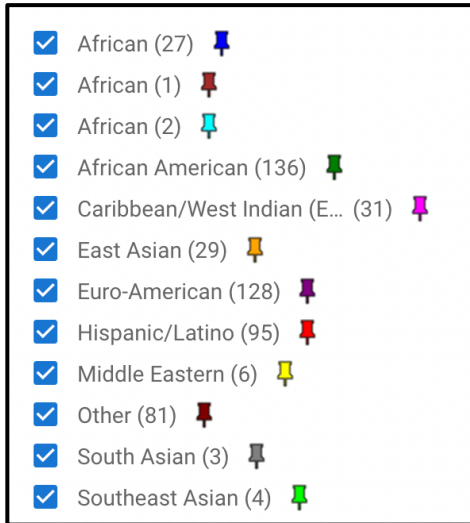 African (27)
African (1)
African (2)
African American (136)
Caribbean/West Indian (E... (31)
East Asian (29)
Euro-American (128)
Hispanic/Latino (95)
Middle Eastern (6)
Other (81)
South Asian (3)
Southeast Asian (4)